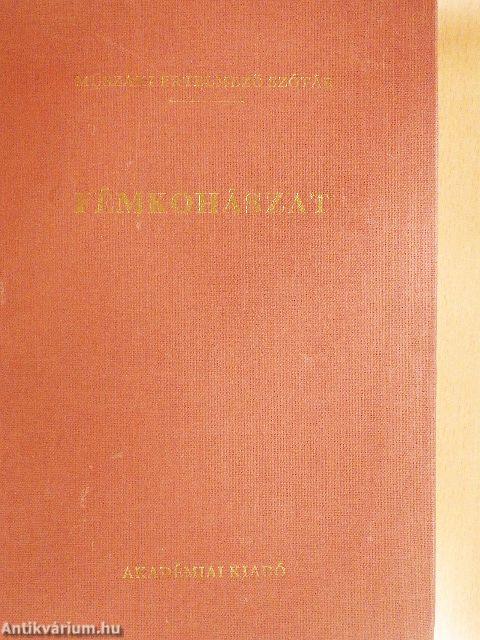 MŰSZAKI ÉRTELMEZŐ SZÓTÁR
FÉMKOHÁSZAT
AKADÉMIAI KIADÓ
Antikvárium.hu